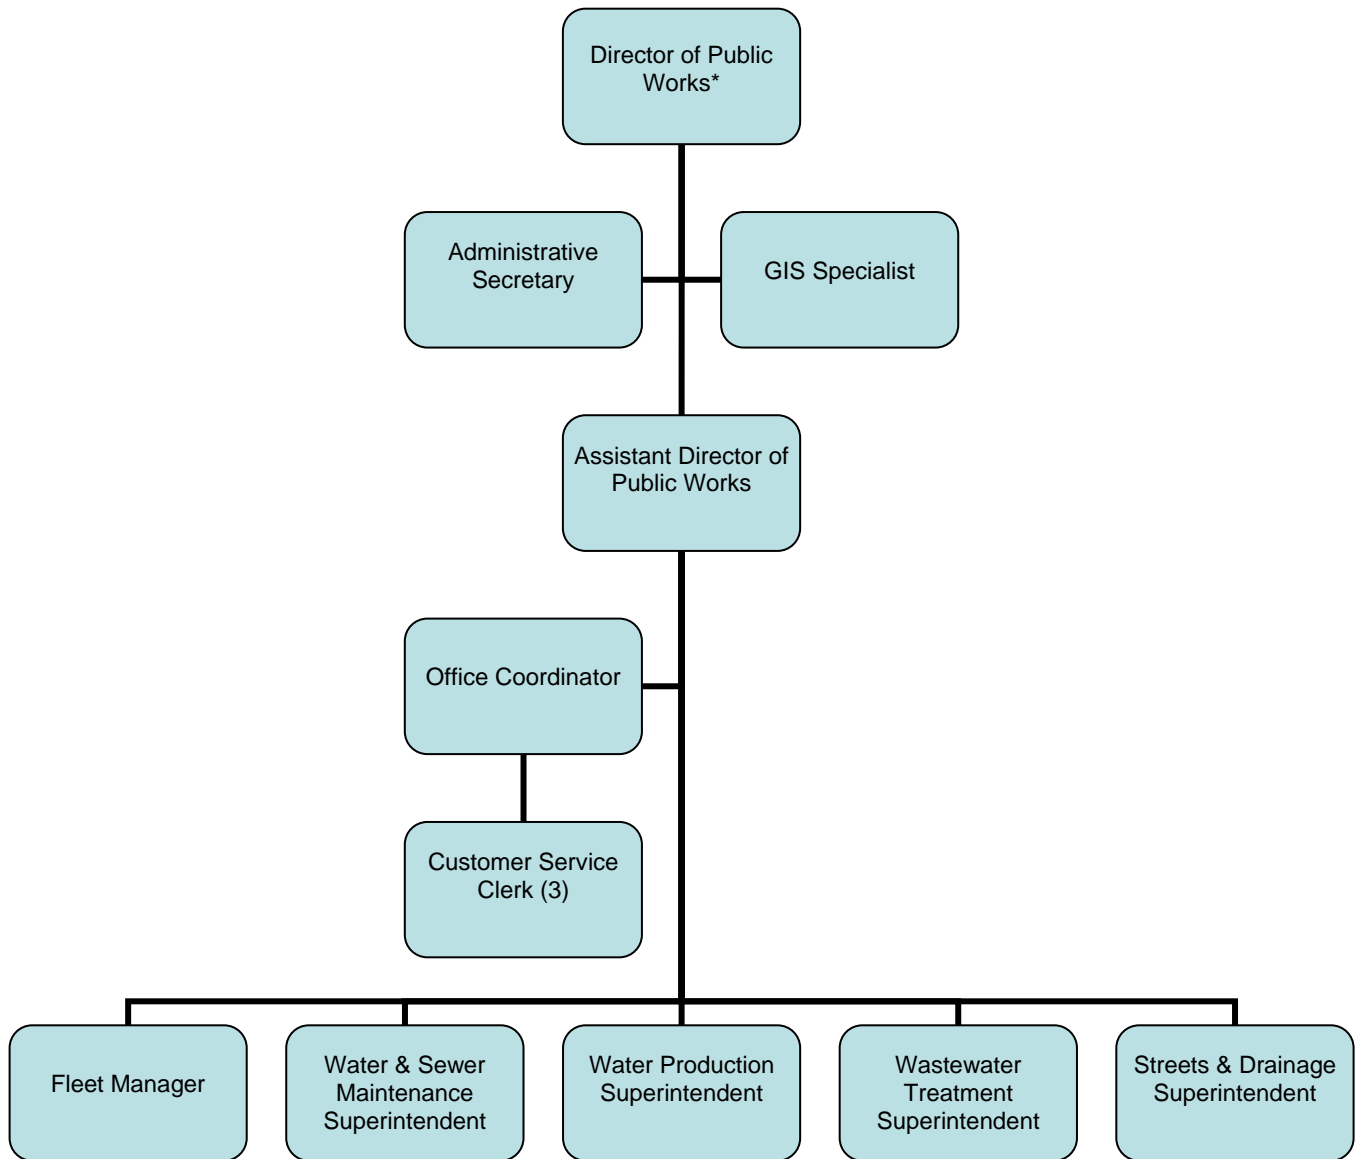 Director of Public
Works*
Administrative
Secretary
GIS Specialist
Assistant Director of
Public Works
Office Coordinator
Customer Service
Clerk (3)
Fleet Manager
Water & Sewer
Maintenance
Superintendent
Water Production
Superintendent
Wastewater
Treatment
Superintendent
Streets & Drainage
Superintendent